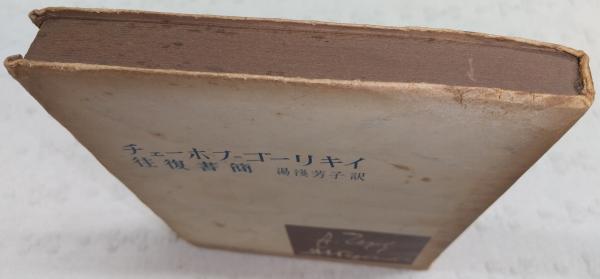 チェーホフ=ゴーリキイ
往復書簡 湯浅芳子訳